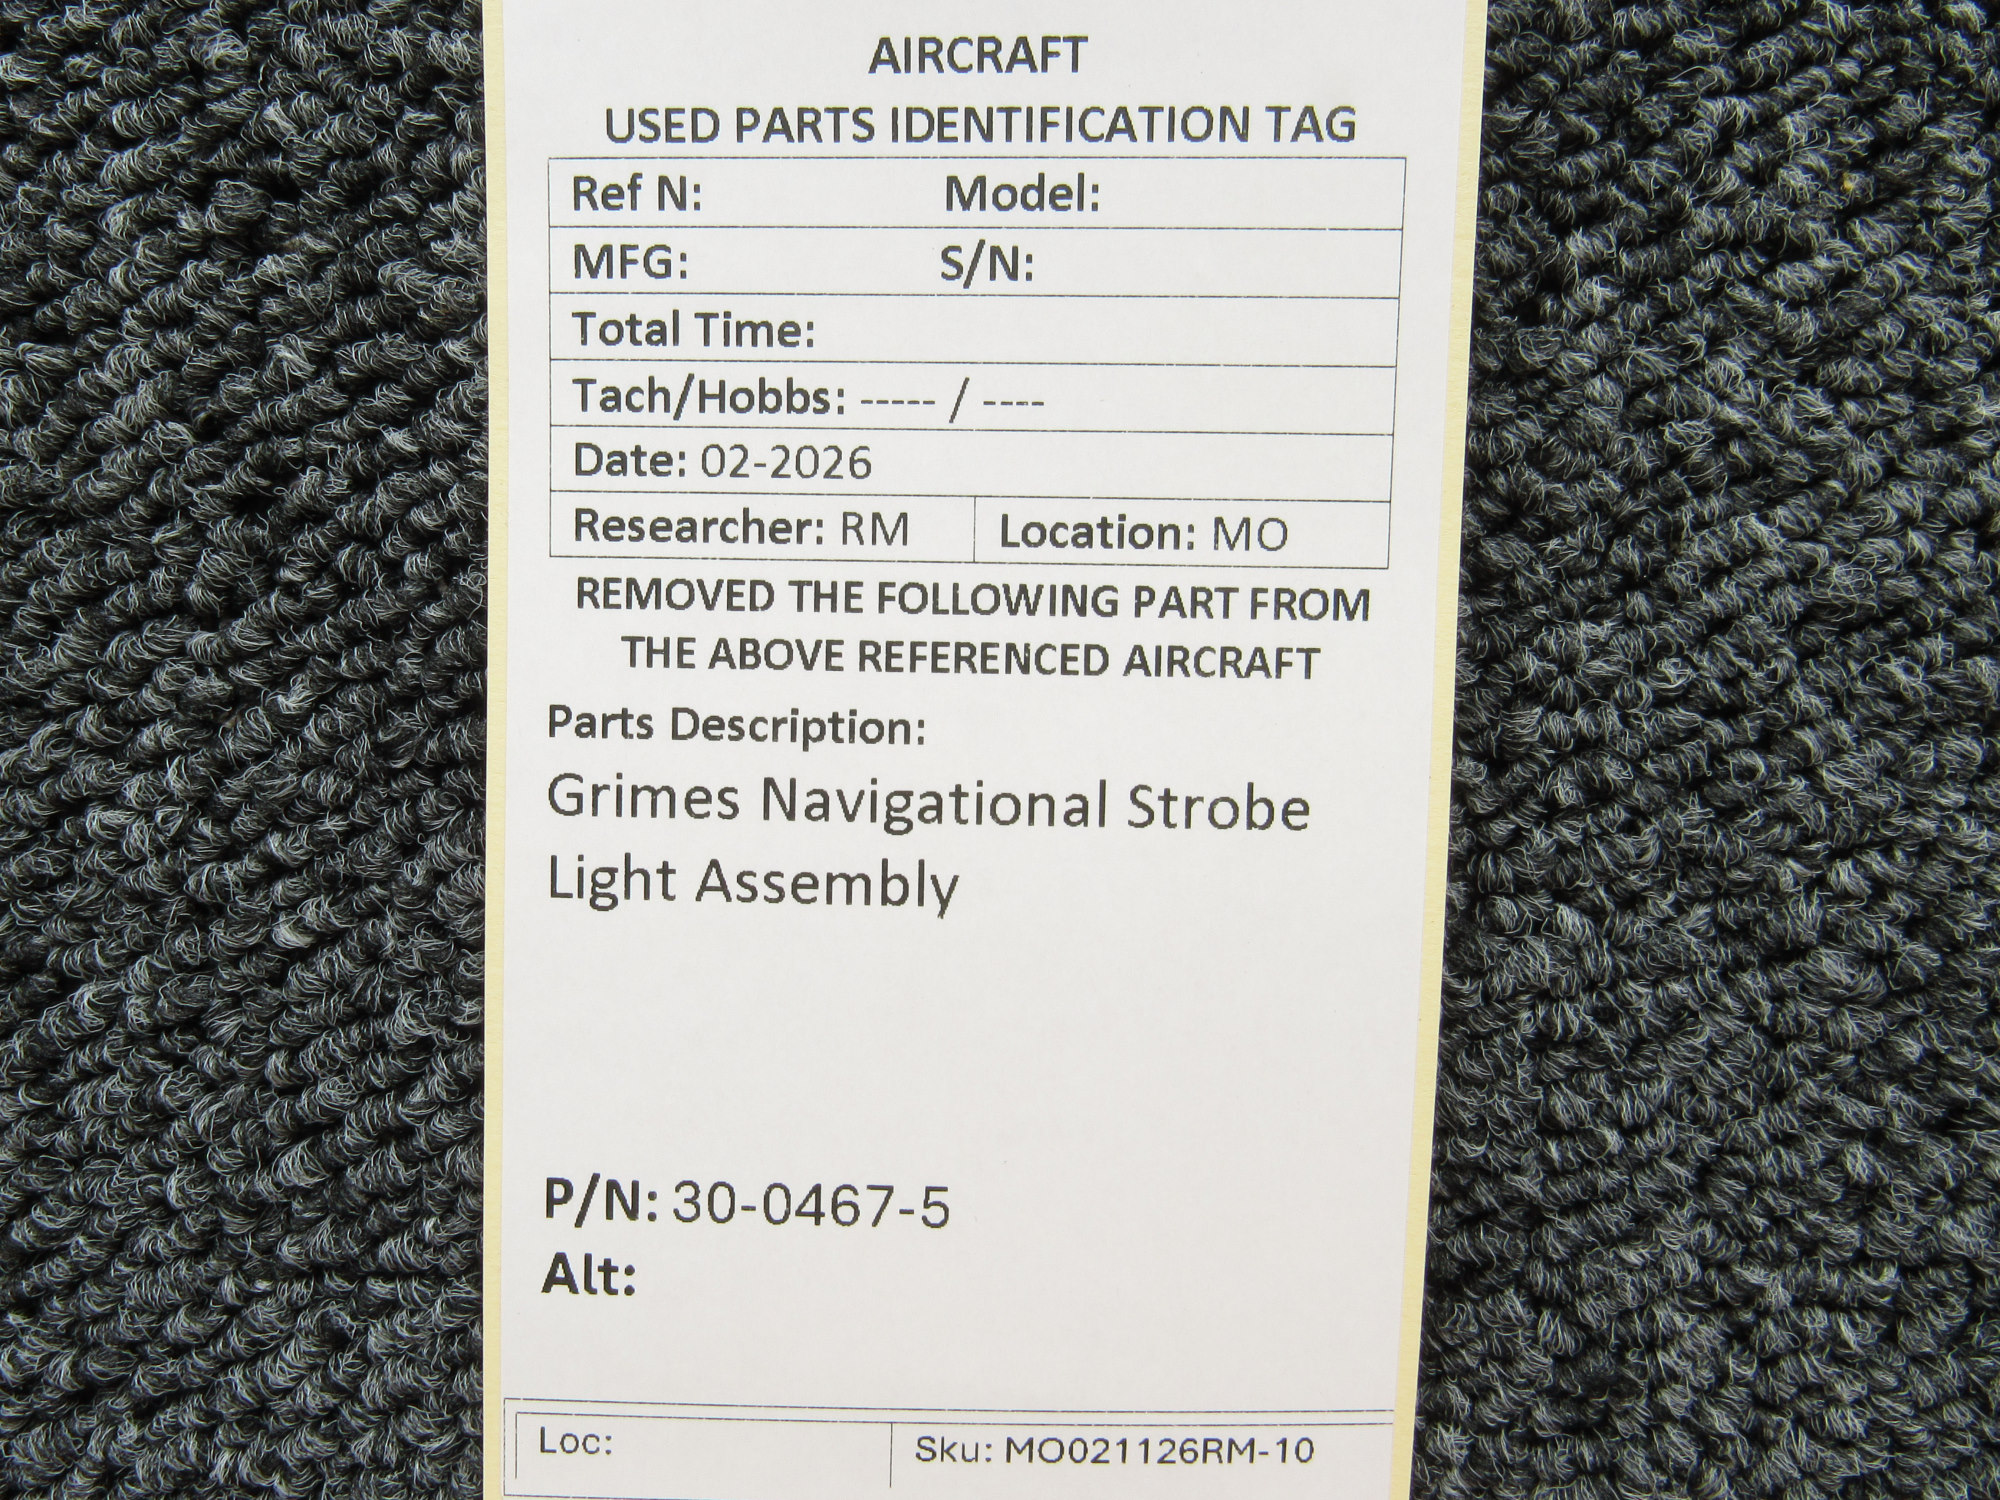 AIRCRAFT
USED PARTS IDENTIFICATION TAG
Ref N: Model:
MFG: S/N:
Total Time:
Tach/Hobbs: ----- / ----
Date: 02-2026
Researcher: RM Location: MO
REMOVED THE FOLLOWING PART FROM
THE ABOVE REFERENCED AIRCRAFT
Parts Description:
Grimes Navigational Strobe
Light Assembly
P/N: 30-0467-5
Alt:
Loc: Sku: MO021126RM-10